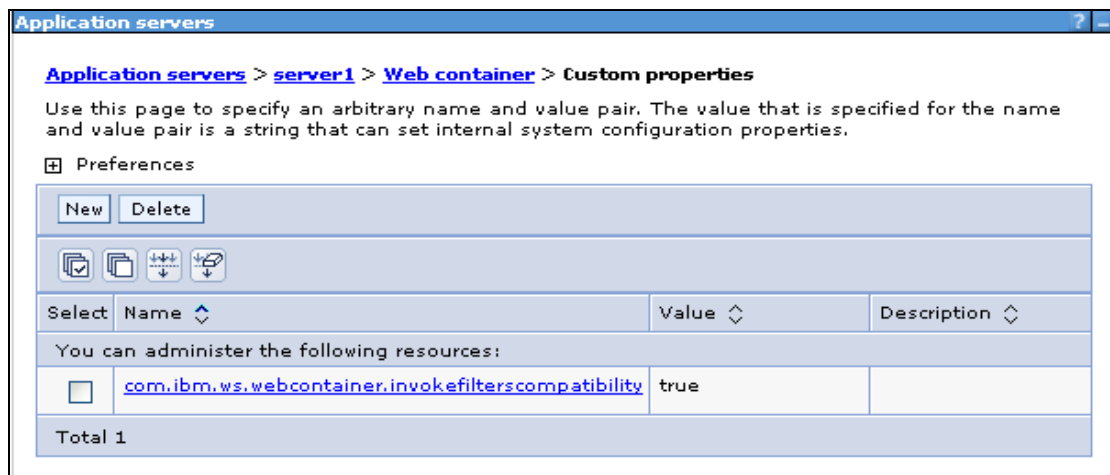 Application servers ? –
Application servers > server1 > Web container > Custom properties
Use this page to specify an arbitrary name and value pair. The value that is specified for the name
and value pair is a string that can set internal system configuration properties.
+ Preferences
New Delete
Select Name Value Description
You can administer the following resources:
com.ibm.ws.webcontainer.invokefilterscompatibility true
Total 1